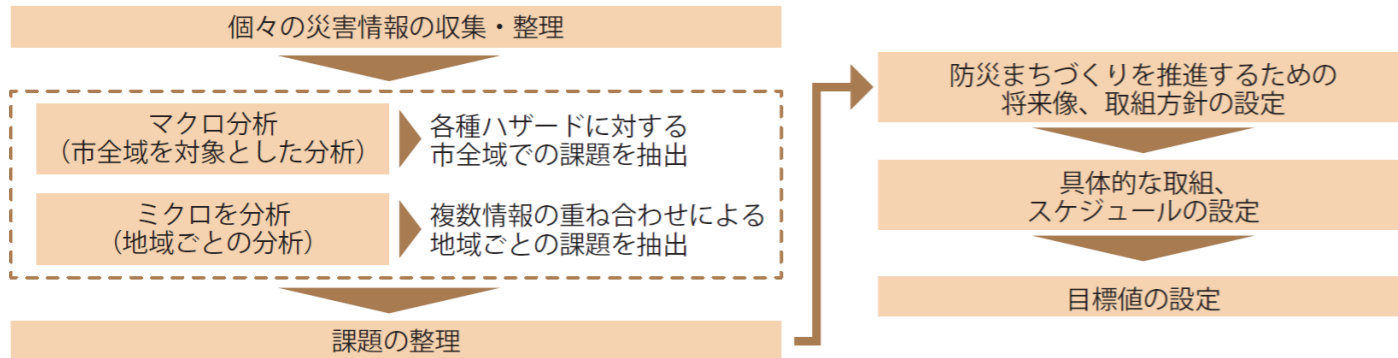 個々の災害情報の収集・整理
マクロ分析
（市全域を対象とした分析）
各種ハザードに対する
市全域での課題を抽出
ミクロを分析
（地域ごとの分析）
複数情報の重ね合わせによる
地域ごとの課題を抽出
課題の整理
防災まちづくりを推進するための
将来像、取組方針の設定
具体的な取組、
スケジュールの設定
目標値の設定